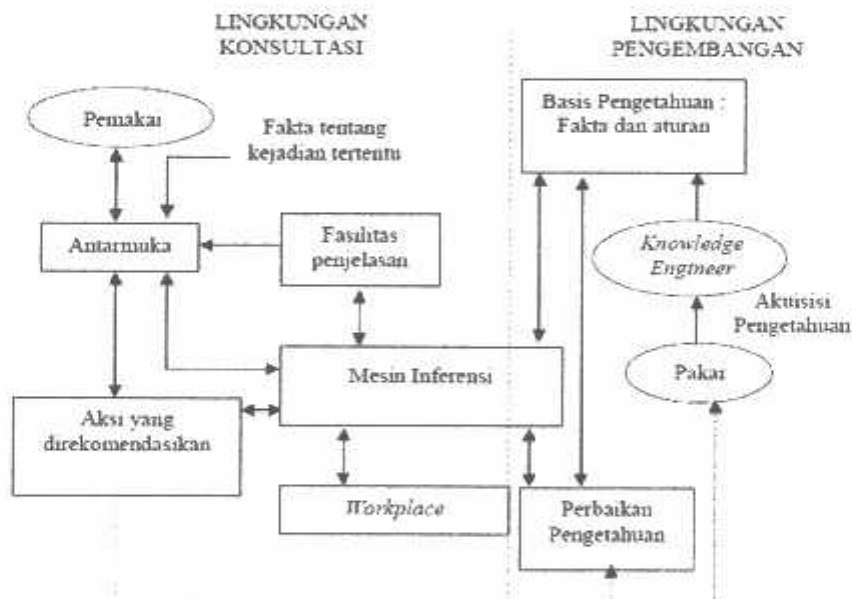 LINGKUNGAN
KONSULTASI
LINGKUNGAN
PENGEMBANGAN
Pemakai
Fakta tentang
kejadian tertentu
Basis Pengetahuan :
Fakta dan aturan
Antarmuka
Fasilitas
penjelasan
Knowledge
Engineer
Akuisisi
Pengetahuan
Mesin Inferensi
Pakar
Aksi yang
direkomendasikan
Workplace
Perbaikan
Pengetahuan